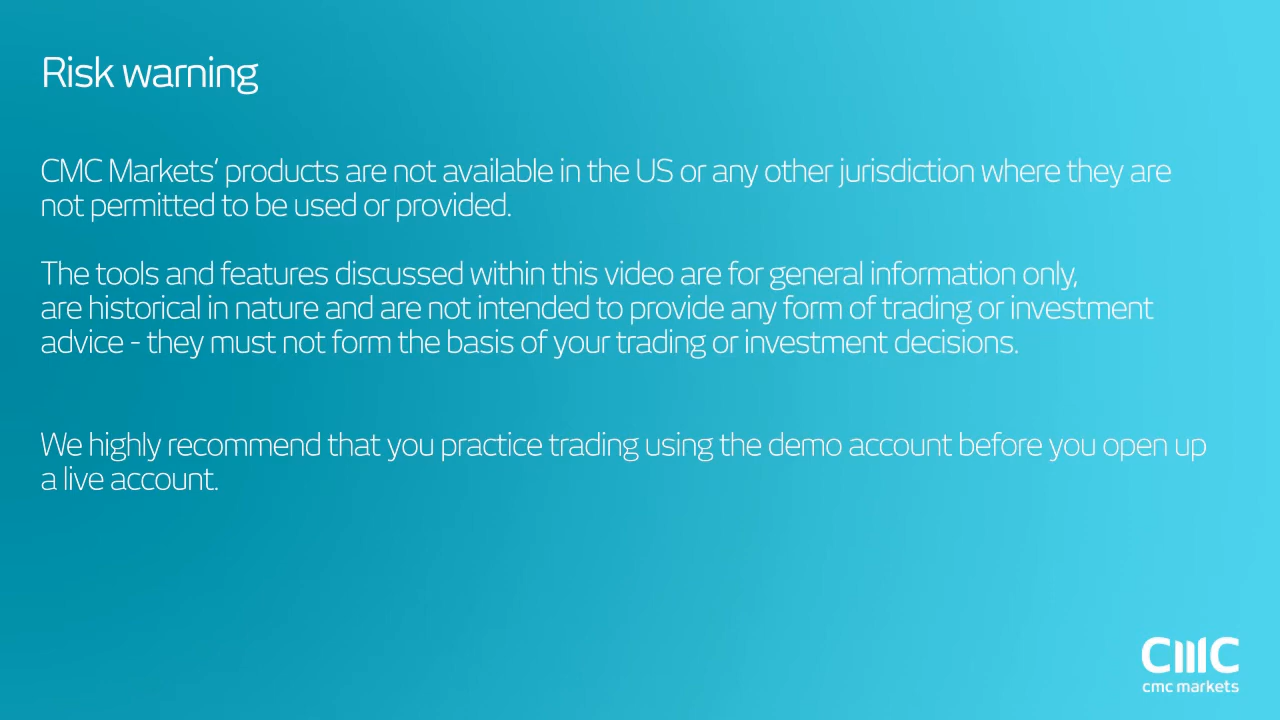 Risk warning
CMC Markets‘ products are not available in the US or any other jurisdiction where they are
not permitted to be used or provided.
The tools and features discussed within this video are for general information only,
are historical in nature and are not intended to provide any form of trading or investment
advice - they must not form the basis of your trading or investment decisions.
We highly recommend that you practice trading using the demo account before you open up
a live account.
CMC
cmc markets